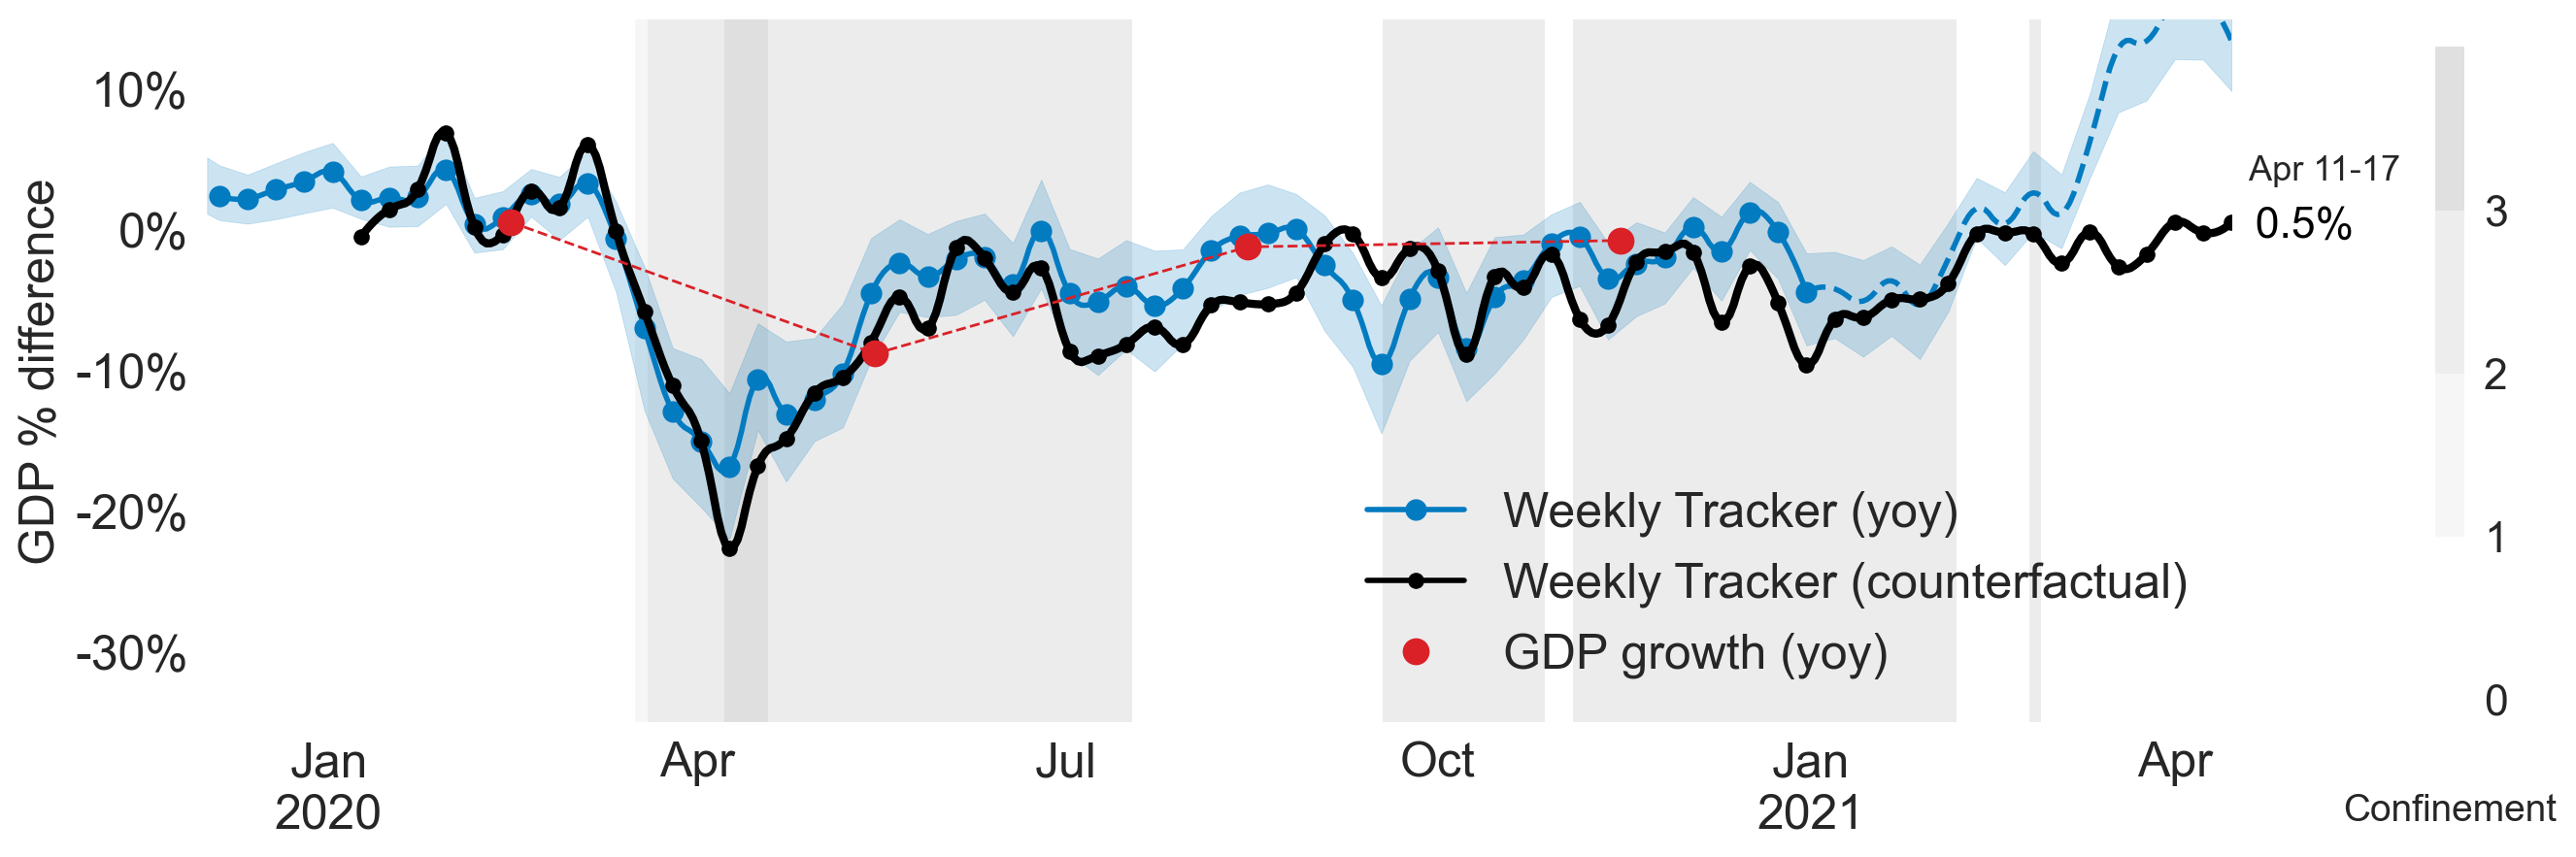 GDP % difference
10%
0%
-10%
-20%
-30%
Apr 11-17
0.5%
Weekly Tracker (yoy)
Weekly Tracker (counterfactual)
GDP growth (yoy)
3
2
1
0
Jan
2020
Apr
Jul
Oct
Jan
2021
Apr
Confinement